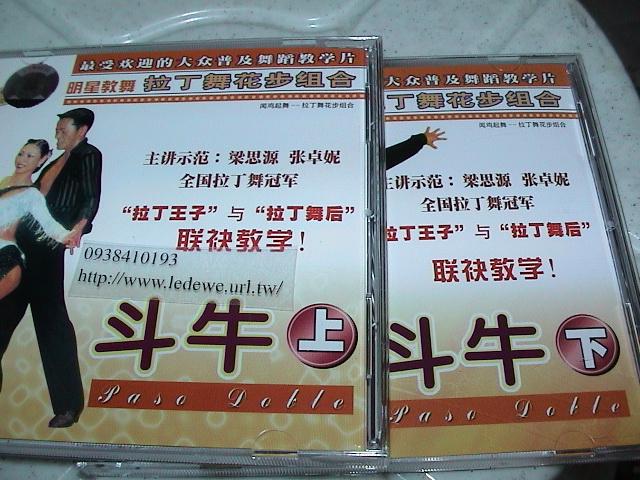 最受欢迎的大众普及舞蹈教学片
明星教舞 拉丁舞花步组合
闻鸡起舞——拉丁舞花步组合
主讲示范：梁思源 张卓妮
全国拉丁舞冠军
“拉丁王子”与“拉丁舞后”
联袂教学!
0938410193
http://www.ledewe.url.tw/
斗牛 上
Paso Doble
大众普及舞蹈教学片
丁舞花步组合
闻鸡起舞——拉丁舞花步组合
主讲示范：梁思源 张卓妮
全国拉丁舞冠军
拉丁王子”与“拉丁舞后”
联袂教学!
斗牛 下
Paso Doble